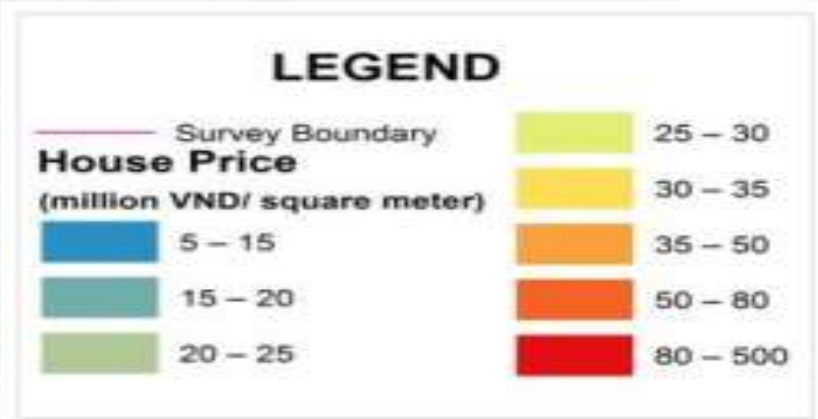 LEGEND
Survey Boundary
House Price
(million VND/ square meter)
5 – 15
15 – 20
20 – 25
25 – 30
30 – 35
35 – 50
50 – 80
80 – 500